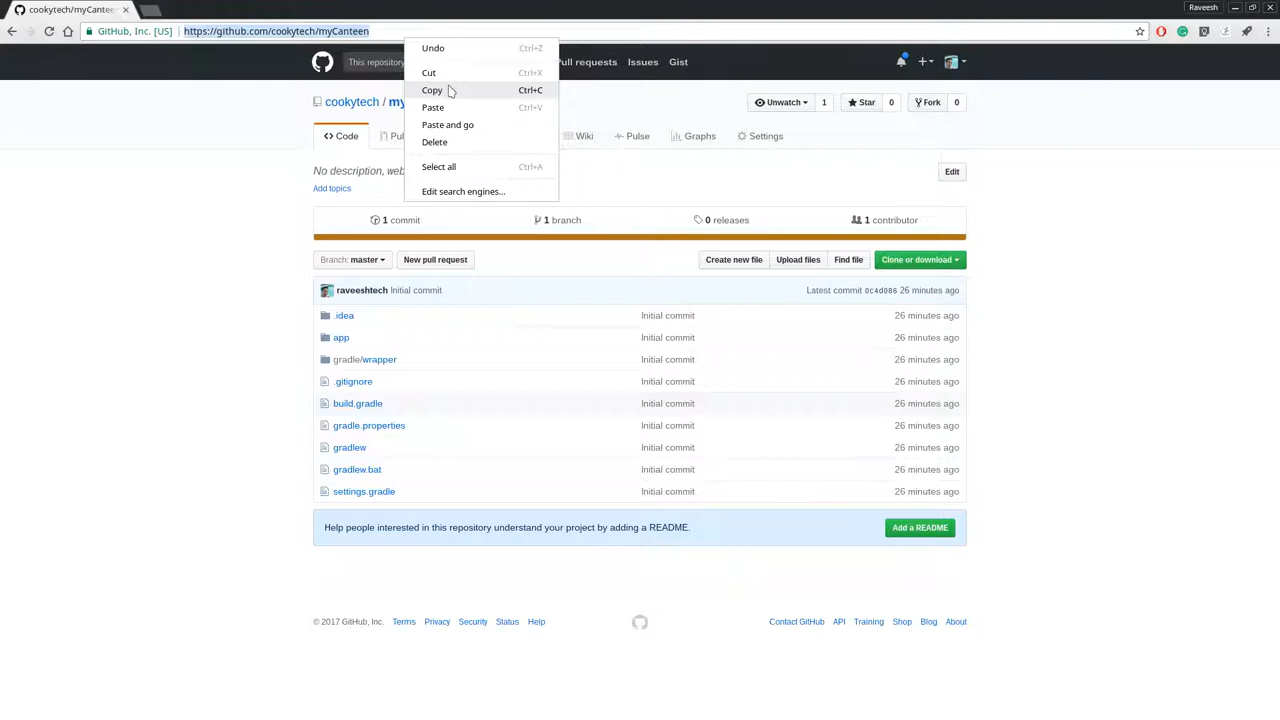 cookytech/myCanteen
Raveesh
GitHub, Inc. [US]
https://github.com/cookytech/myCanteen
Undo Ctrl+Z
Cut Ctrl+X
Copy Ctrl+C
Paste Ctrl+V
Paste and go
Delete
Select all Ctrl+A
Edit search engines...
This repository
Pull requests Issues Gist
cookytech / my
Unwatch 1 Star 0 Fork 0
Code Pul Wiki Pulse Graphs Settings
No description, web
Edit
Add topics
1 commit 1 branch 0 releases 1 contributor
Branch: master New pull request Create new file Upload files Find file Clone or download
raveeshtech Initial commit Latest commit 0c4d086 26 minutes ago
.idea Initial commit 26 minutes ago
app Initial commit 26 minutes ago
gradle/wrapper Initial commit 26 minutes ago
.gitignore Initial commit 26 minutes ago
build.gradle Initial commit 26 minutes ago
gradle.properties Initial commit 26 minutes ago
gradlew Initial commit 26 minutes ago
gradlew.bat Initial commit 26 minutes ago
settings.gradle Initial commit 26 minutes ago
Help people interested in this repository understand your project by adding a README. Add a README
© 2017 GitHub, Inc. Terms Privacy Security Status Help Contact GitHub API Training Shop Blog About